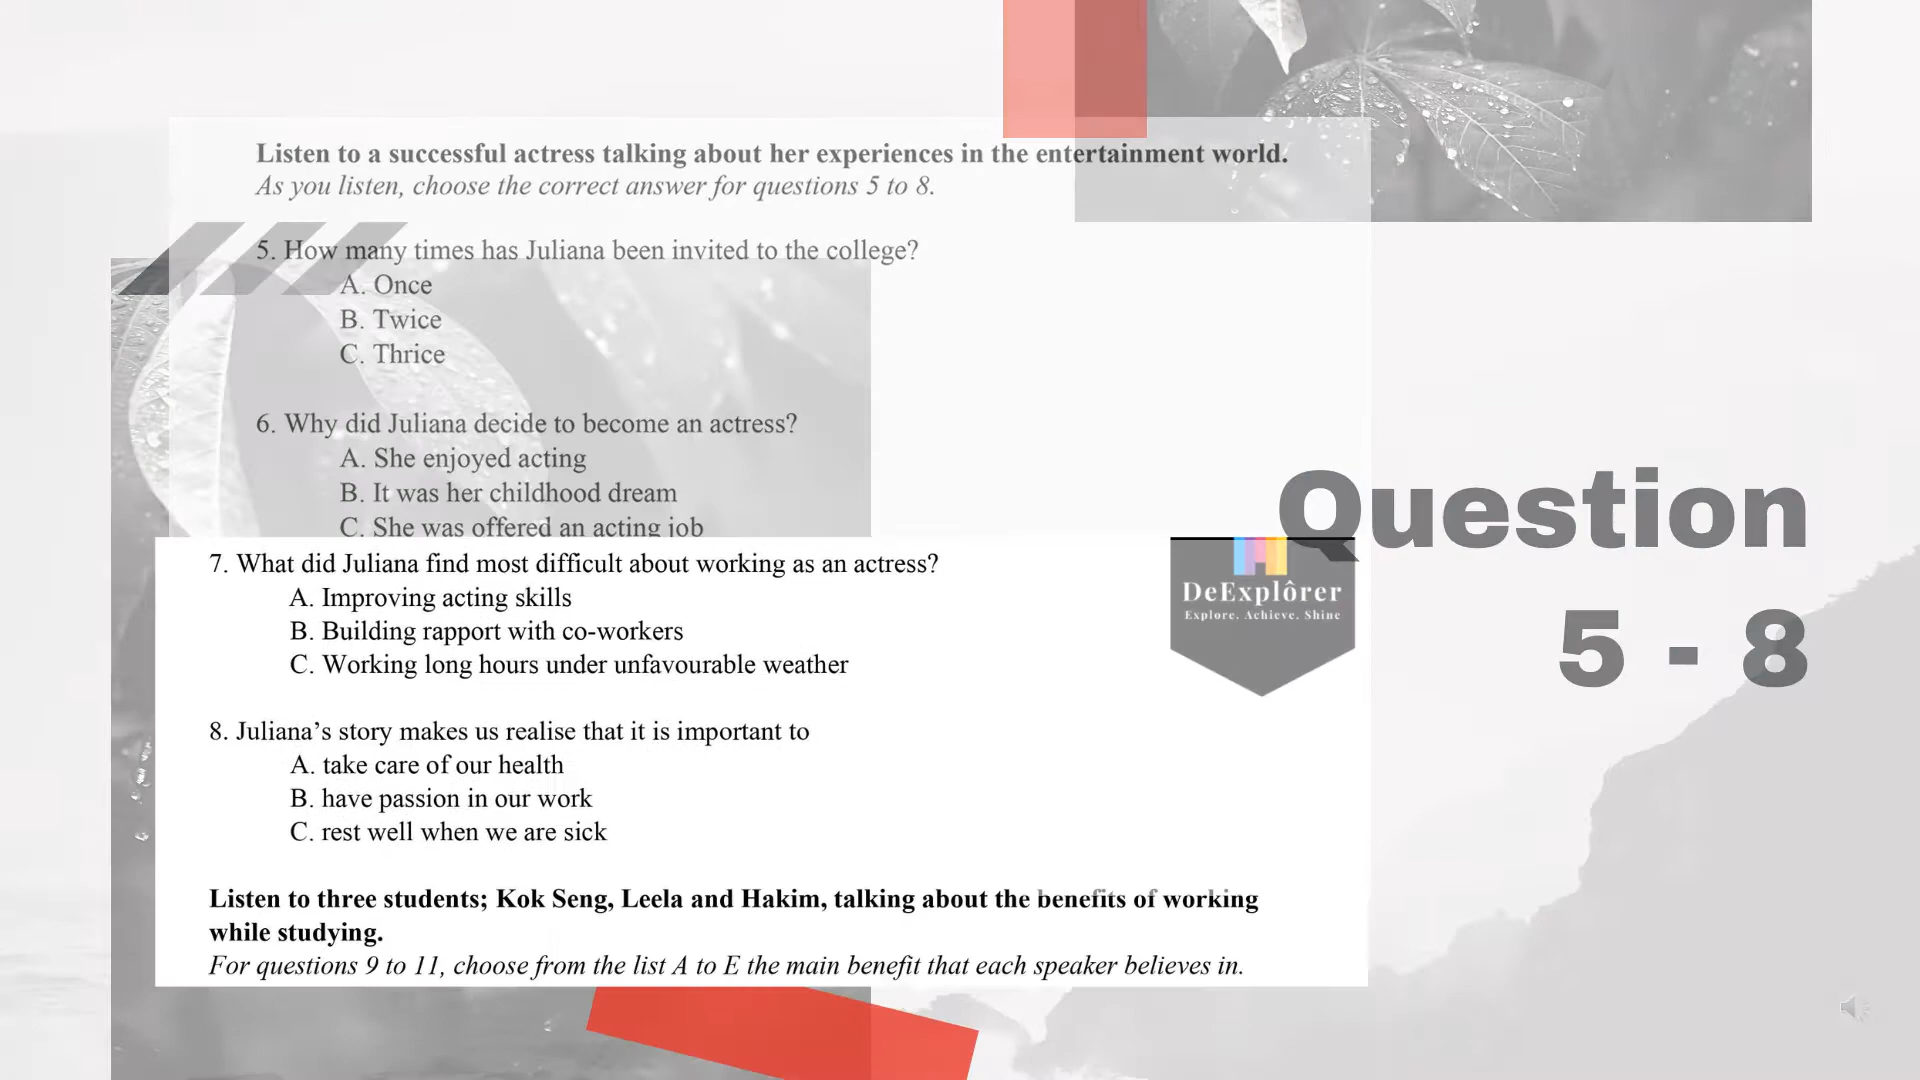 Listen to a successful actress talking about her experiences in the entertainment world.
As you listen, choose the correct answer for questions 5 to 8.
5. How many times has Juliana been invited to the college?
A. Once
B. Twice
C. Thrice
6. Why did Juliana decide to become an actress?
A. She enjoyed acting
B. It was her childhood dream
C. She was offered an acting job
7. What did Juliana find most difficult about working as an actress?
A. Improving acting skills
B. Building rapport with co-workers
C. Working long hours under unfavourable weather
8. Juliana’s story makes us realise that it is important to
A. take care of our health
B. have passion in our work
C. rest well when we are sick
Listen to three students; Kok Seng, Leela and Hakim, talking about the benefits of working
while studying.
For questions 9 to 11, choose from the list A to E the main benefit that each speaker believes in.
DeExplôrer
Explore. Achieve. Shine
Question
5 - 8